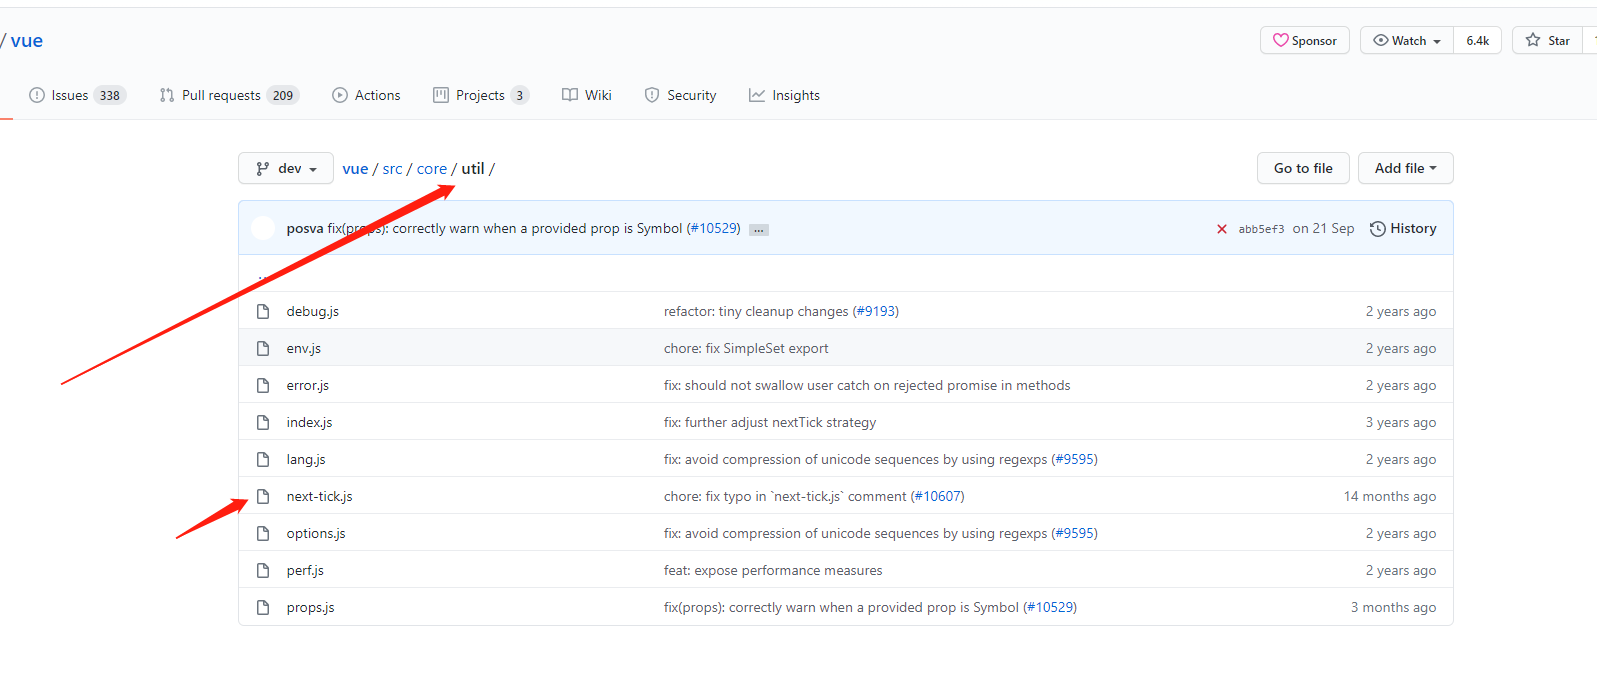 / vue
Sponsor Watch 6.4k Star
Issues 338 Pull requests 209 Actions Projects 3 Wiki Security Insights
dev vue / src / core / util / Go to file Add file
posva fix(props): correctly warn when a provided prop is Symbol (#10529) ... abb5ef3 on 21 Sep History
..
debug.js refactor: tiny cleanup changes (#9193) 2 years ago
env.js chore: fix SimpleSet export 2 years ago
error.js fix: should not swallow user catch on rejected promise in methods 2 years ago
index.js fix: further adjust nextTick strategy 3 years ago
lang.js fix: avoid compression of unicode sequences by using regexps (#9595) 2 years ago
next-tick.js chore: fix typo in `next-tick.js` comment (#10607) 14 months ago
options.js fix: avoid compression of unicode sequences by using regexps (#9595) 2 years ago
perf.js feat: expose performance measures 2 years ago
props.js fix(props): correctly warn when a provided prop is Symbol (#10529) 3 months ago